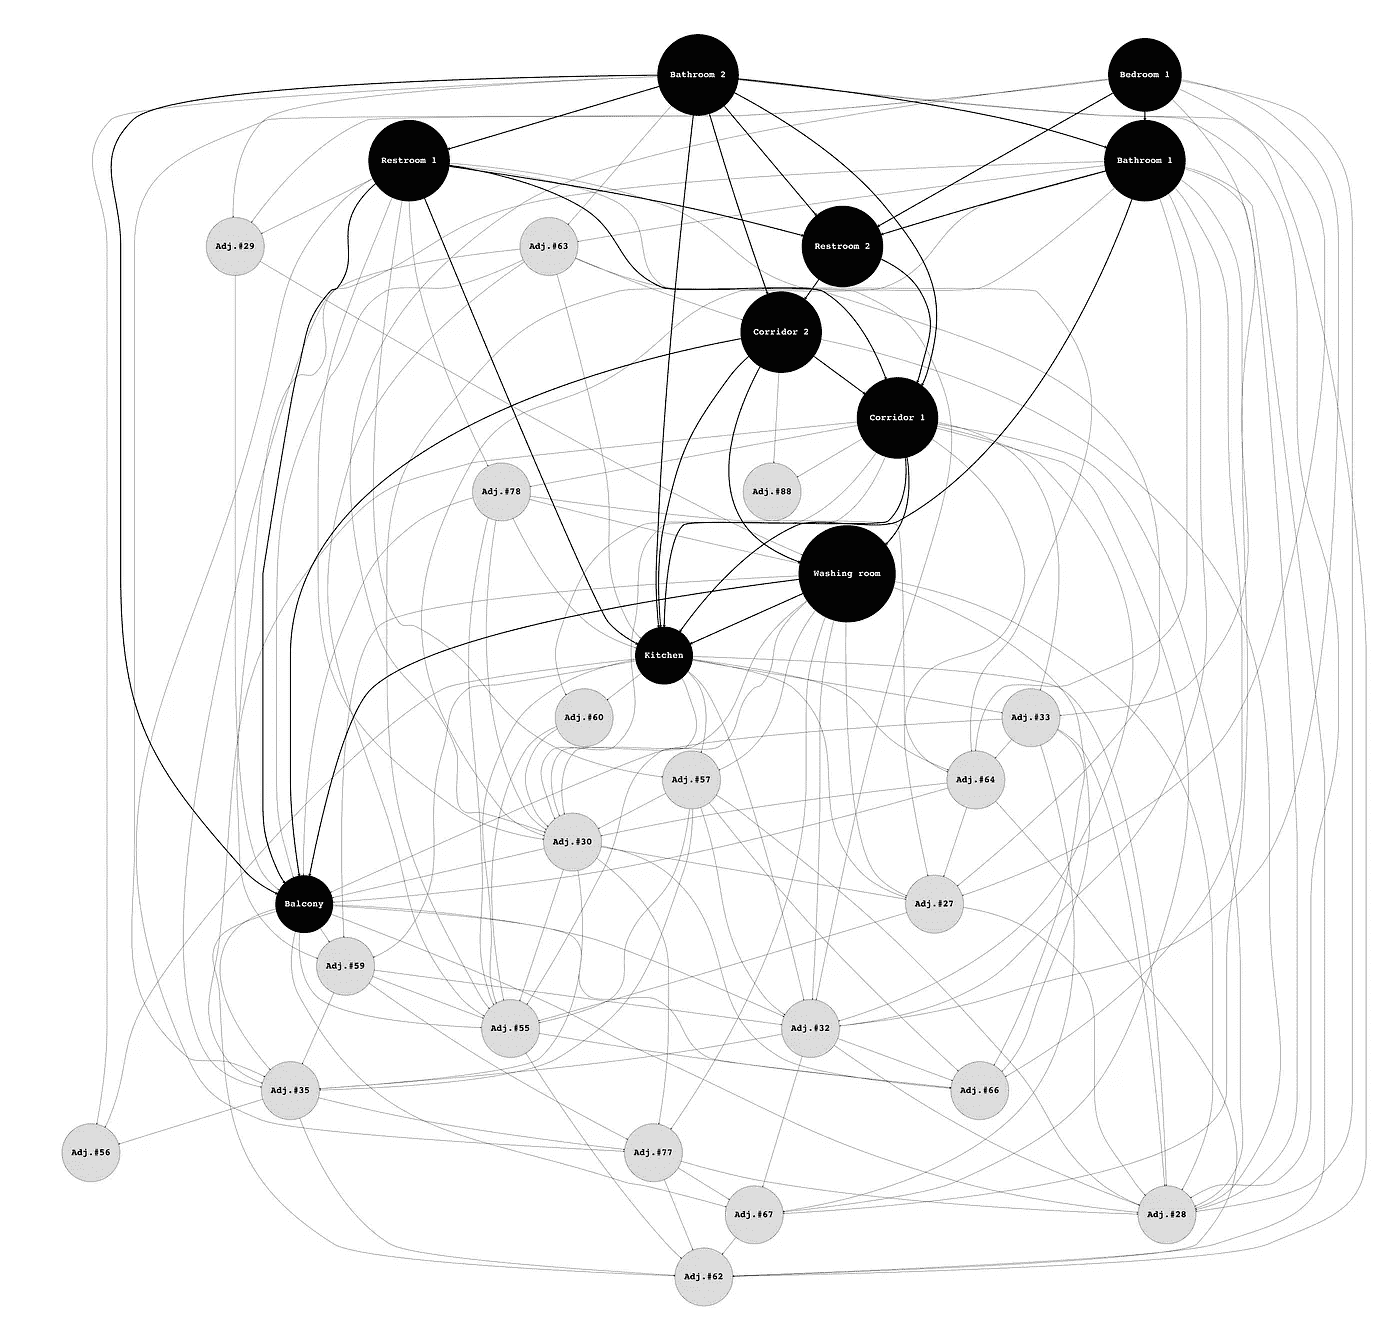 Bathroom 2
Bedroom 1
Restroom 1
Bathroom 1
Adj.#29
Adj.#63
Restroom 2
Corridor 2
Corridor 1
Adj.#78
Adj.#88
Washing room
Kitchen
Adj.#60
Adj.#33
Adj.#57
Adj.#64
Adj.#30
Balcony
Adj.#27
Adj.#59
Adj.#55
Adj.#32
Adj.#35
Adj.#66
Adj.#56
Adj.#77
Adj.#67
Adj.#28
Adj.#62